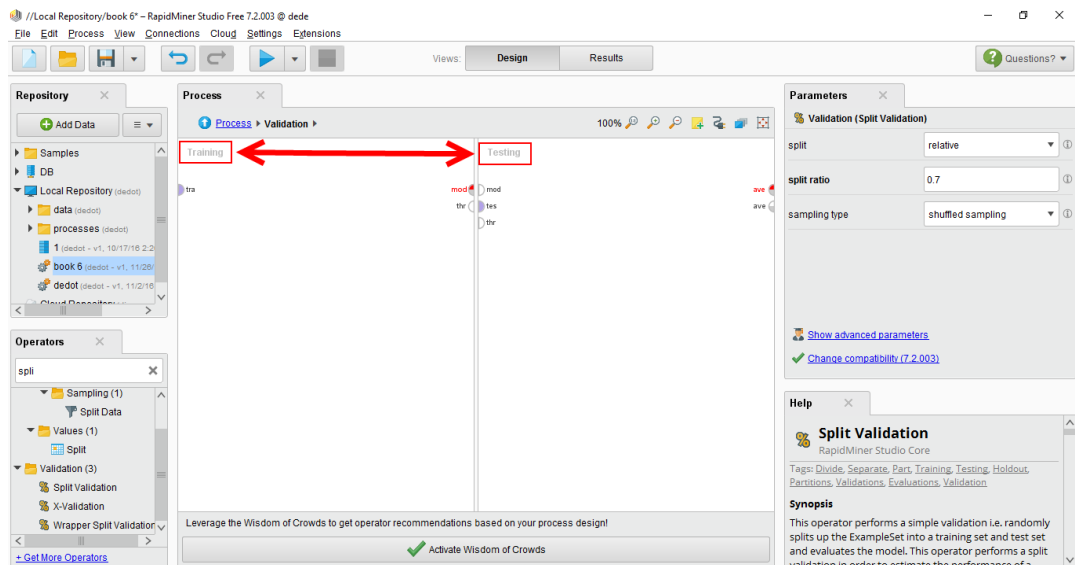 //Local Repository/book 6* – RapidMiner Studio Free 7.2.003 @ dede
File Edit Process View Connections Cloud Settings Extensions
Views: Design Results Questions?
Repository
Add Data
Samples
DB
Local Repository (dedot)
data (dedot)
processes (dedot)
1 (dedot - v1, 10/17/16 2:2
book 6 (dedot - v1, 11/26/
dedot (dedot - v1, 11/2/16
Operators
spli
Sampling (1)
Split Data
Values (1)
Split
Validation (3)
Split Validation
X-Validation
Wrapper Split Validation
+ Get More Operators
Process
Process Validation
100%
Training
Testing
tra
mod
thr
mod
tes
thr
ave
ave
Leverage the Wisdom of Crowds to get operator recommendations based on your process design!
Activate Wisdom of Crowds
Parameters
Validation (Split Validation)
split relative
split ratio 0.7
sampling type shuffled sampling
Show advanced parameters
Change compatibility (7.2.003)
Help
Split Validation
RapidMiner Studio Core
Tags: Divide, Separate, Part, Training, Testing, Holdout,
Partitions, Validations, Evaluations, Validation
Synopsis
This operator performs a simple validation i.e. randomly
splits up the ExampleSet into a training set and test set
and evaluates the model. This operator performs a split
validation in order to estimate the performance of a